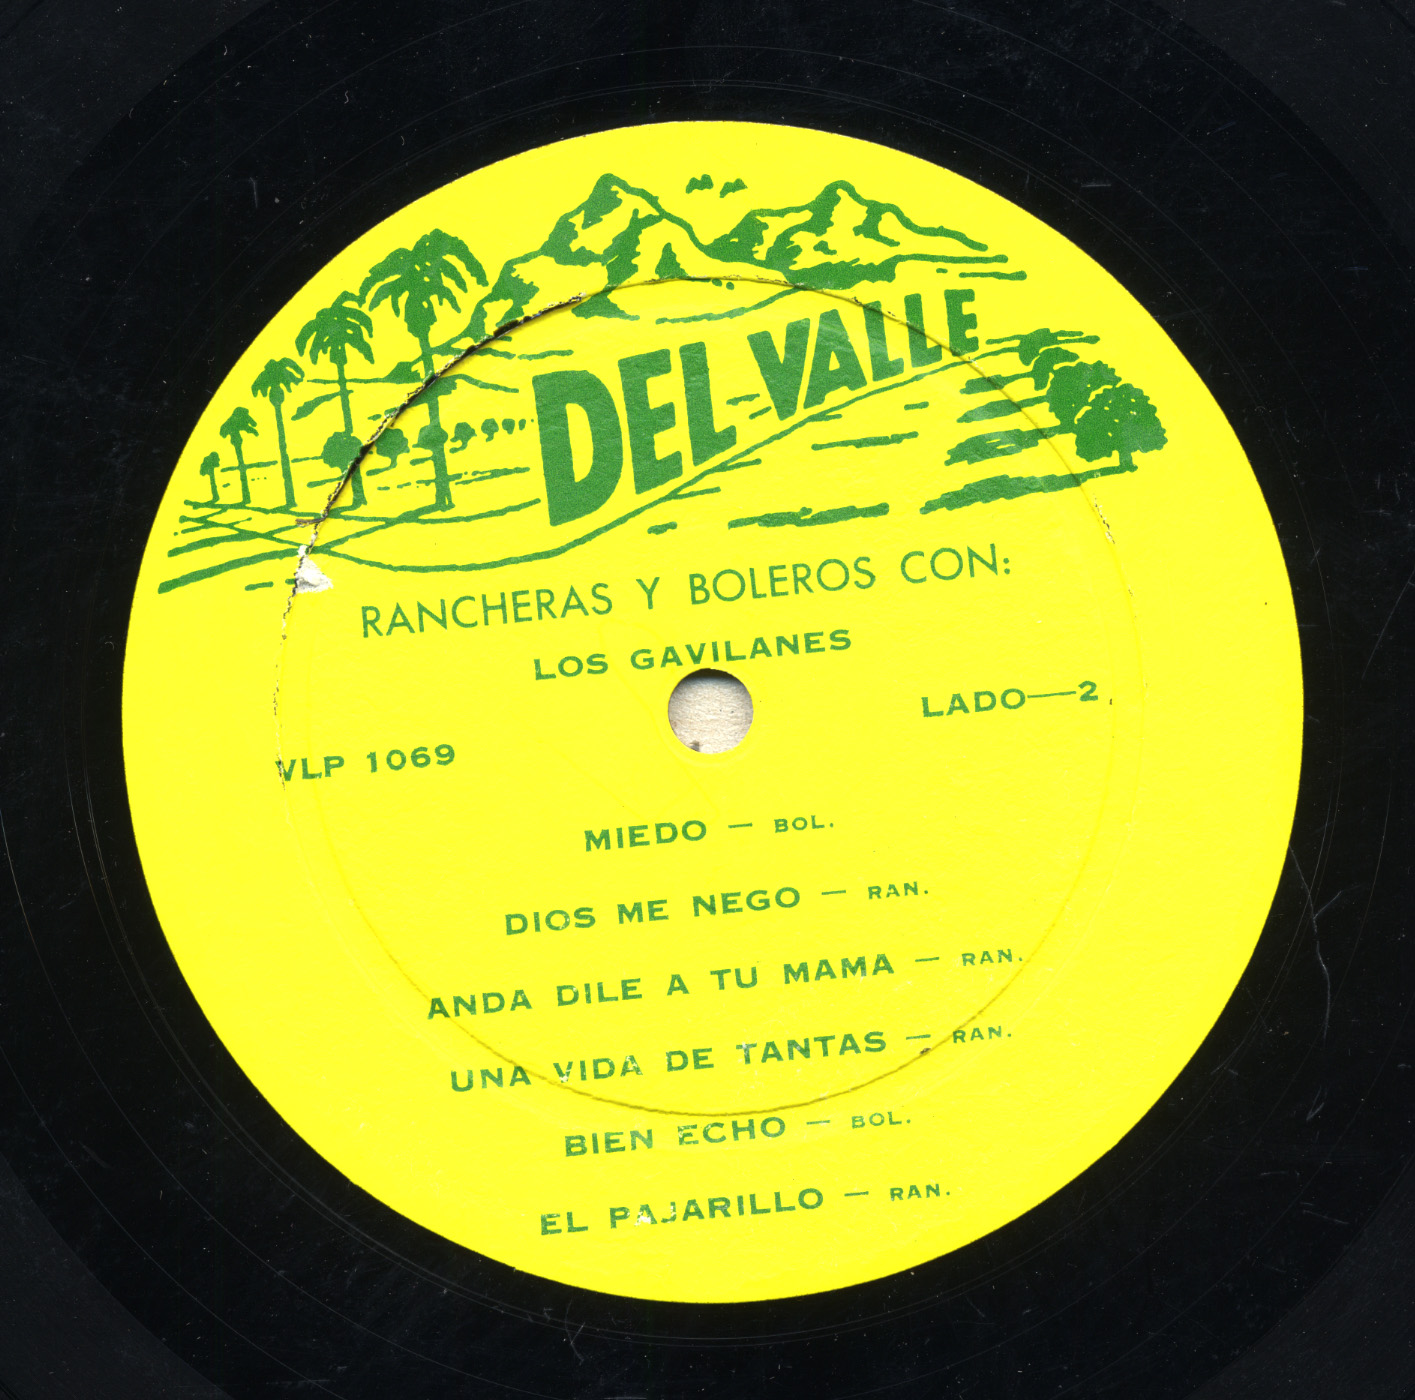 DEL VALLE
RANCHERAS Y BOLEROS CON:
LOS GAVILANES
LADO—2
VLP 1069
MIEDO — BOL.
DIOS ME NEGO — RAN.
ANDA DILE A TU MAMA — RAN.
UNA VIDA DE TANTAS — RAN.
BIEN ECHO — BOL.
EL PAJARILLO — RAN.